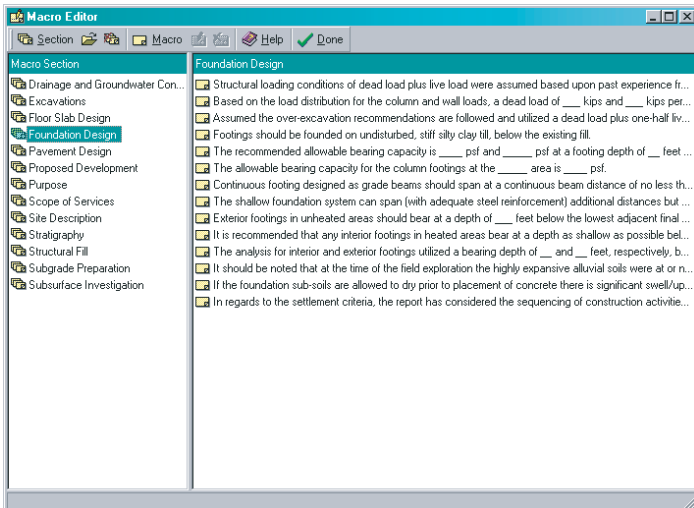 Macro Editor
Section Macro Help Done
Macro Section
Foundation Design
Drainage and Groundwater Con...
Excavations
Floor Slab Design
Foundation Design
Pavement Design
Proposed Development
Purpose
Scope of Services
Site Description
Stratigraphy
Structural Fill
Subgrade Preparation
Subsurface Investigation
Structural loading conditions of dead load plus live load were assumed based upon past experience fr...
Based on the load distribution for the column and wall loads, a dead load of ___ kips and ____ kips per...
Assumed the over-excavation recommendations are followed and utilized a dead load plus one-half liv...
Footings should be founded on undisturbed, stiff silty clay till, below the existing fill.
The recommended allowable bearing capacity is ____ psf and _____ psf at a footing depth of __ feet ...
The allowable bearing capacity for the column footings at the _____ area is ____ psf.
Continuous footing designed as grade beams should span at a continuous beam distance of no less th...
The shallow foundation system can span (with adequate steel reinforcement) additional distances but ...
Exterior footings in unheated areas should bear at a depth of ___ feet below the lowest adjacent final ...
It is recommended that any interior footings in heated areas bear at a depth as shallow as possible bel...
The analysis for interior and exterior footings utilized a bearing depth of __ and __ feet, respectively, b...
It should be noted that at the time of the field exploration the highly expansive alluvial soils were at or n...
If the foundation sub-soils are allowed to dry prior to placement of concrete there is significant swell/up...
In regards to the settlement criteria, the report has considered the sequencing of construction activitie...